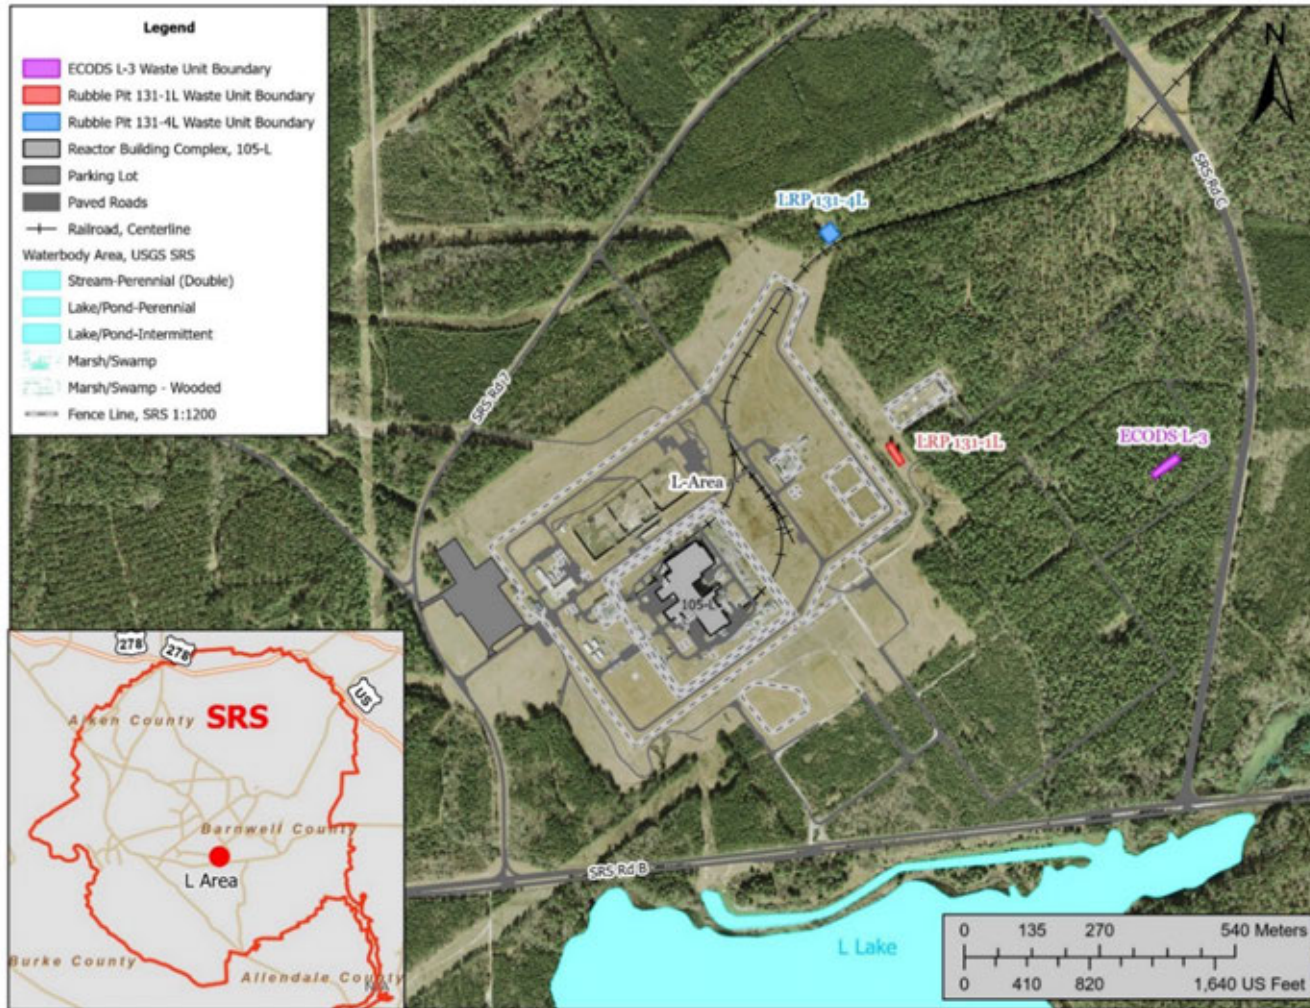 Legend
ECODS L-3 Waste Unit Boundary
Rubble Pit 131-1L Waste Unit Boundary
Rubble Pit 131-4L Waste Unit Boundary
Reactor Building Complex, 105-L
Parking Lot
Paved Roads
Railroad, Centerline
Waterbody Area, USGS SRS
Stream-Perennial (Double)
Lake/Pond-Perennial
Lake/Pond-Intermittent
Marsh/Swamp
Marsh/Swamp - Wooded
Fence Line, SRS 1:1200
N
SRS Rd C
LRP 131-4L
SRS Rd 7
LRP 131-1L
ECODS L-3
L-Area
105-L
SRS Rd B
L Lake
278
278
US
Aiken County
SRS
Barnwell County
L Area
Burke County
Allendale County
0 135 270 540 Meters
0 410 820 1,640 US Feet